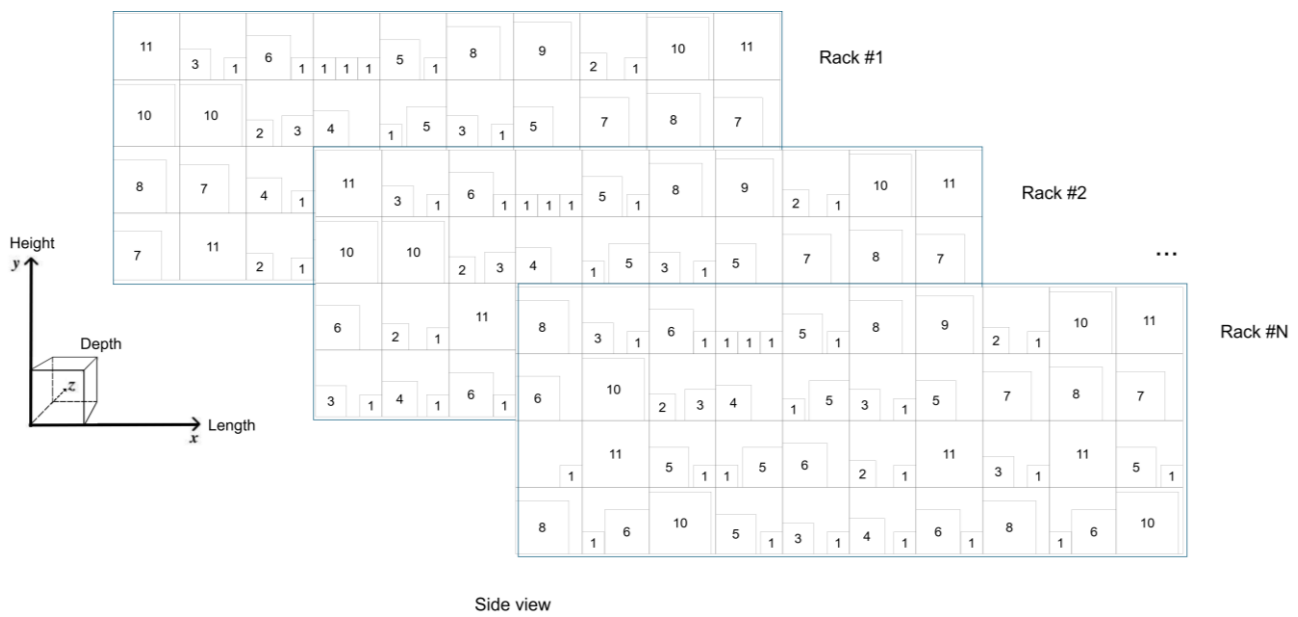 11 3 1 6 1 1 1 1 5 1 8 9 2 1 10 11
Rack #1
10 10 2 3 4 1 5 3 1 5 7 8 7
8 7 4 1
7 11 2 1
11 3 1 6 1 1 1 1 5 1 8 9 2 1 10 11
Rack #2
10 10 2 3 4 1 5 3 1 5 7 8 7
...
6 2 1 11
3 1 4 1 6 1
8 3 1 6 1 1 1 1 5 1 8 9 2 1 10 11
Rack #N
6 10 2 3 4 1 5 3 1 5 7 8 7
1 11 5 1 1 5 6 2 1 11 3 1 11 5 1
8 1 6 10 5 1 3 1 4 1 6 1 8 1 6 10
Height
y
Depth
z
Length
x
Side view